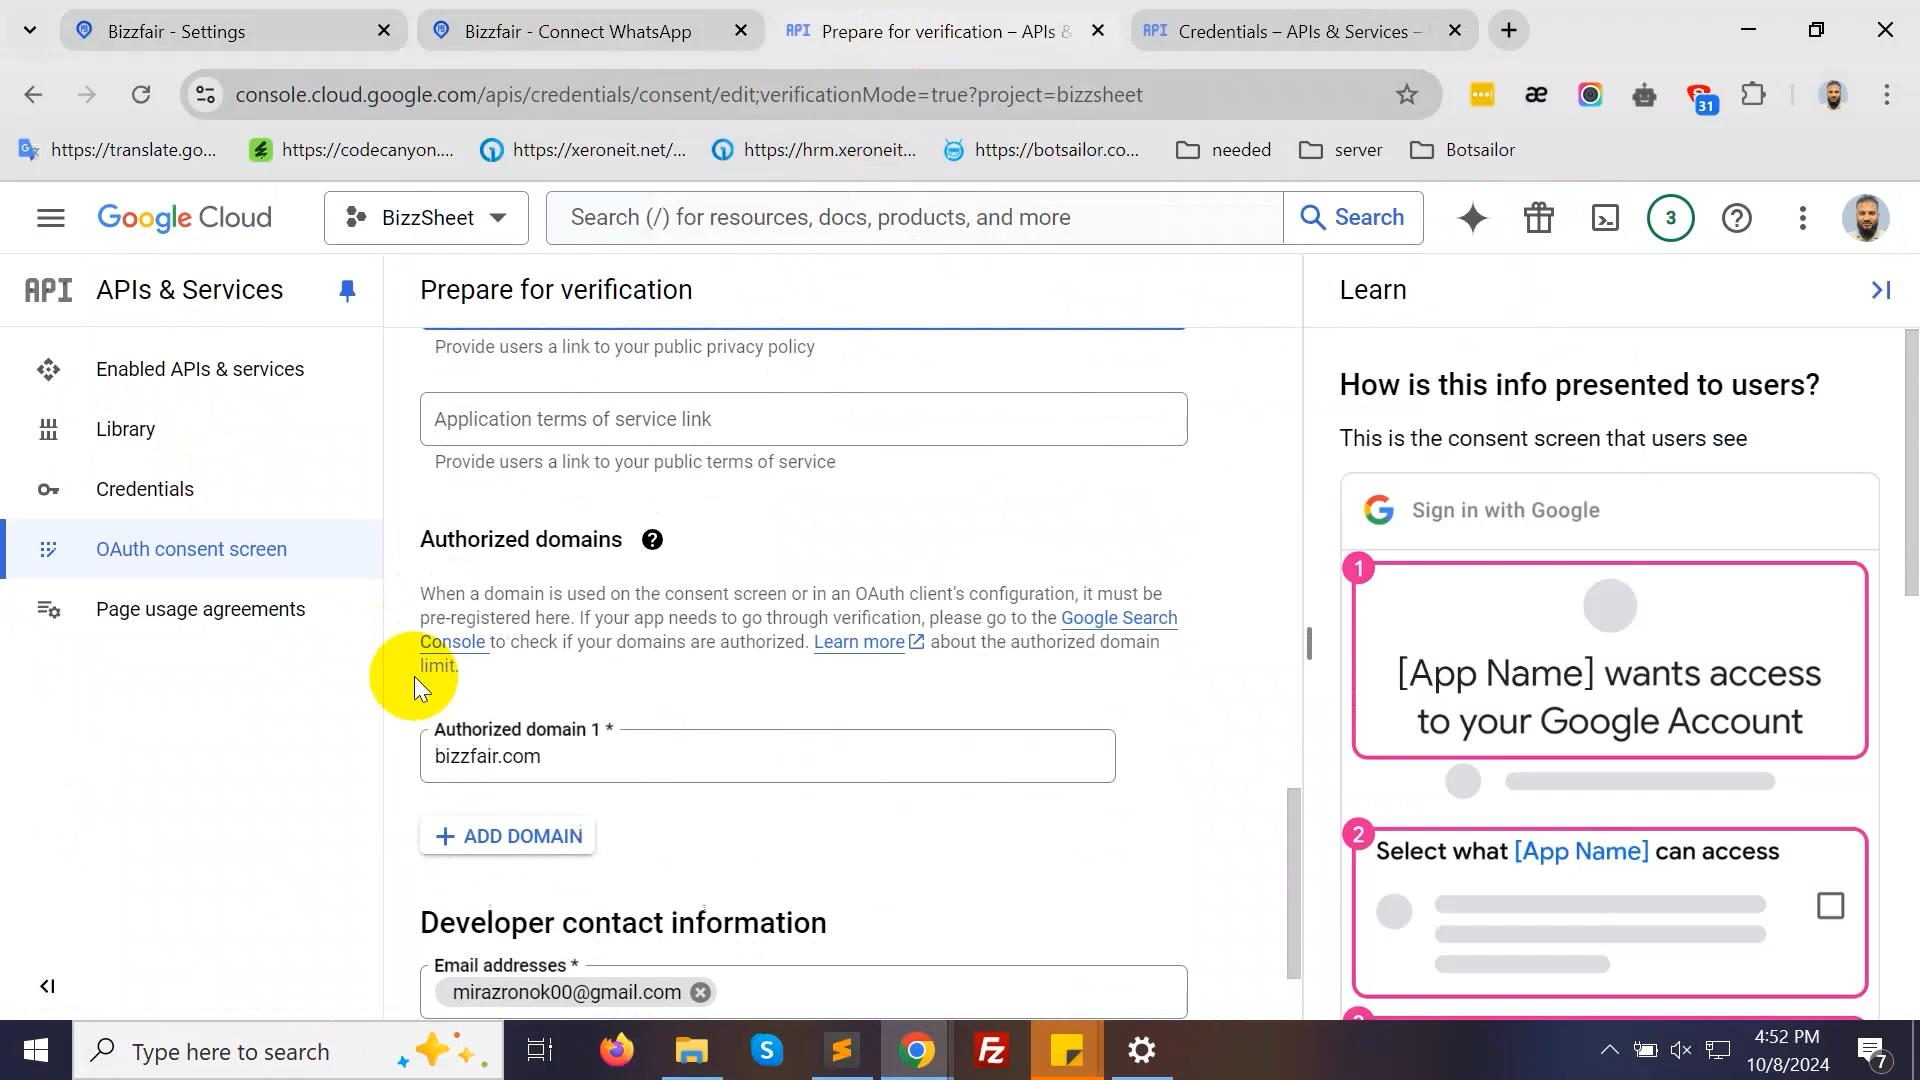 Bizzfair - Settings
Bizzfair - Connect WhatsApp
API Prepare for verification – APIs &
API Credentials – APIs & Services –
console.cloud.google.com/apis/credentials/consent/edit;verificationMode=true?project=bizzsheet
æ
31
https://translate.go...
https://codecanyon....
https://xeroneit.net/...
https://hrm.xeroneit...
https://botsailor.co...
needed
server
Botsailor
Google Cloud
BizzSheet
Search (/) for resources, docs, products, and more
Search
3
API APIs & Services
Enabled APIs & services
Library
Credentials
OAuth consent screen
Page usage agreements
Prepare for verification
Provide users a link to your public privacy policy
Application terms of service link
Provide users a link to your public terms of service
Authorized domains
When a domain is used on the consent screen or in an OAuth client's configuration, it must be
pre-registered here. If your app needs to go through verification, please go to the Google Search
Console to check if your domains are authorized. Learn more about the authorized domain
limit.
Authorized domain 1 *
bizzfair.com
+ ADD DOMAIN
Developer contact information
Email addresses *
mirazronok00@gmail.com
Learn
How is this info presented to users?
This is the consent screen that users see
Sign in with Google
1
[App Name] wants access
to your Google Account
2
Select what [App Name] can access
Type here to search
4:52 PM
10/8/2024
7